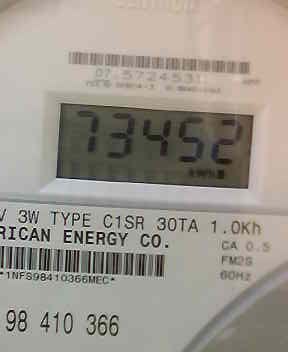 CENTRON
07 5724531
73452
kWh
V 3W TYPE C1SR 30TA 1.0Kh
RICAN ENERGY CO.
CA 0.5
FM2S
60Hz
*1NFS98410366MEC*
98 410 366